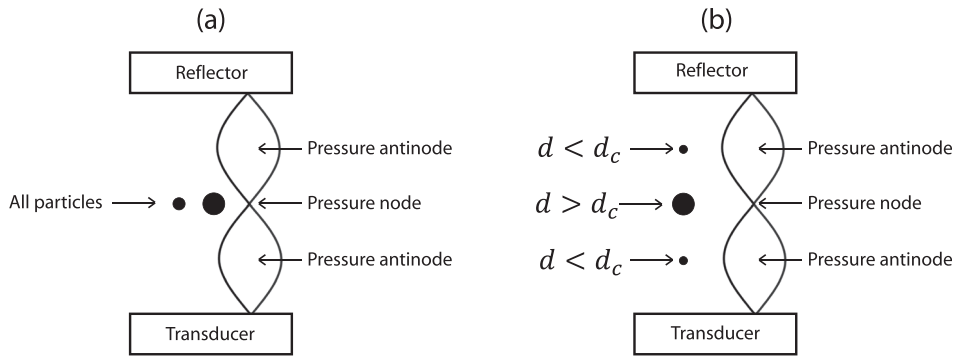 (a)
Reflector
Pressure antinode
All particles
Pressure node
Pressure antinode
Transducer
(b)
Reflector
d < d_c
Pressure antinode
d > d_c
Pressure node
d < d_c
Pressure antinode
Transducer